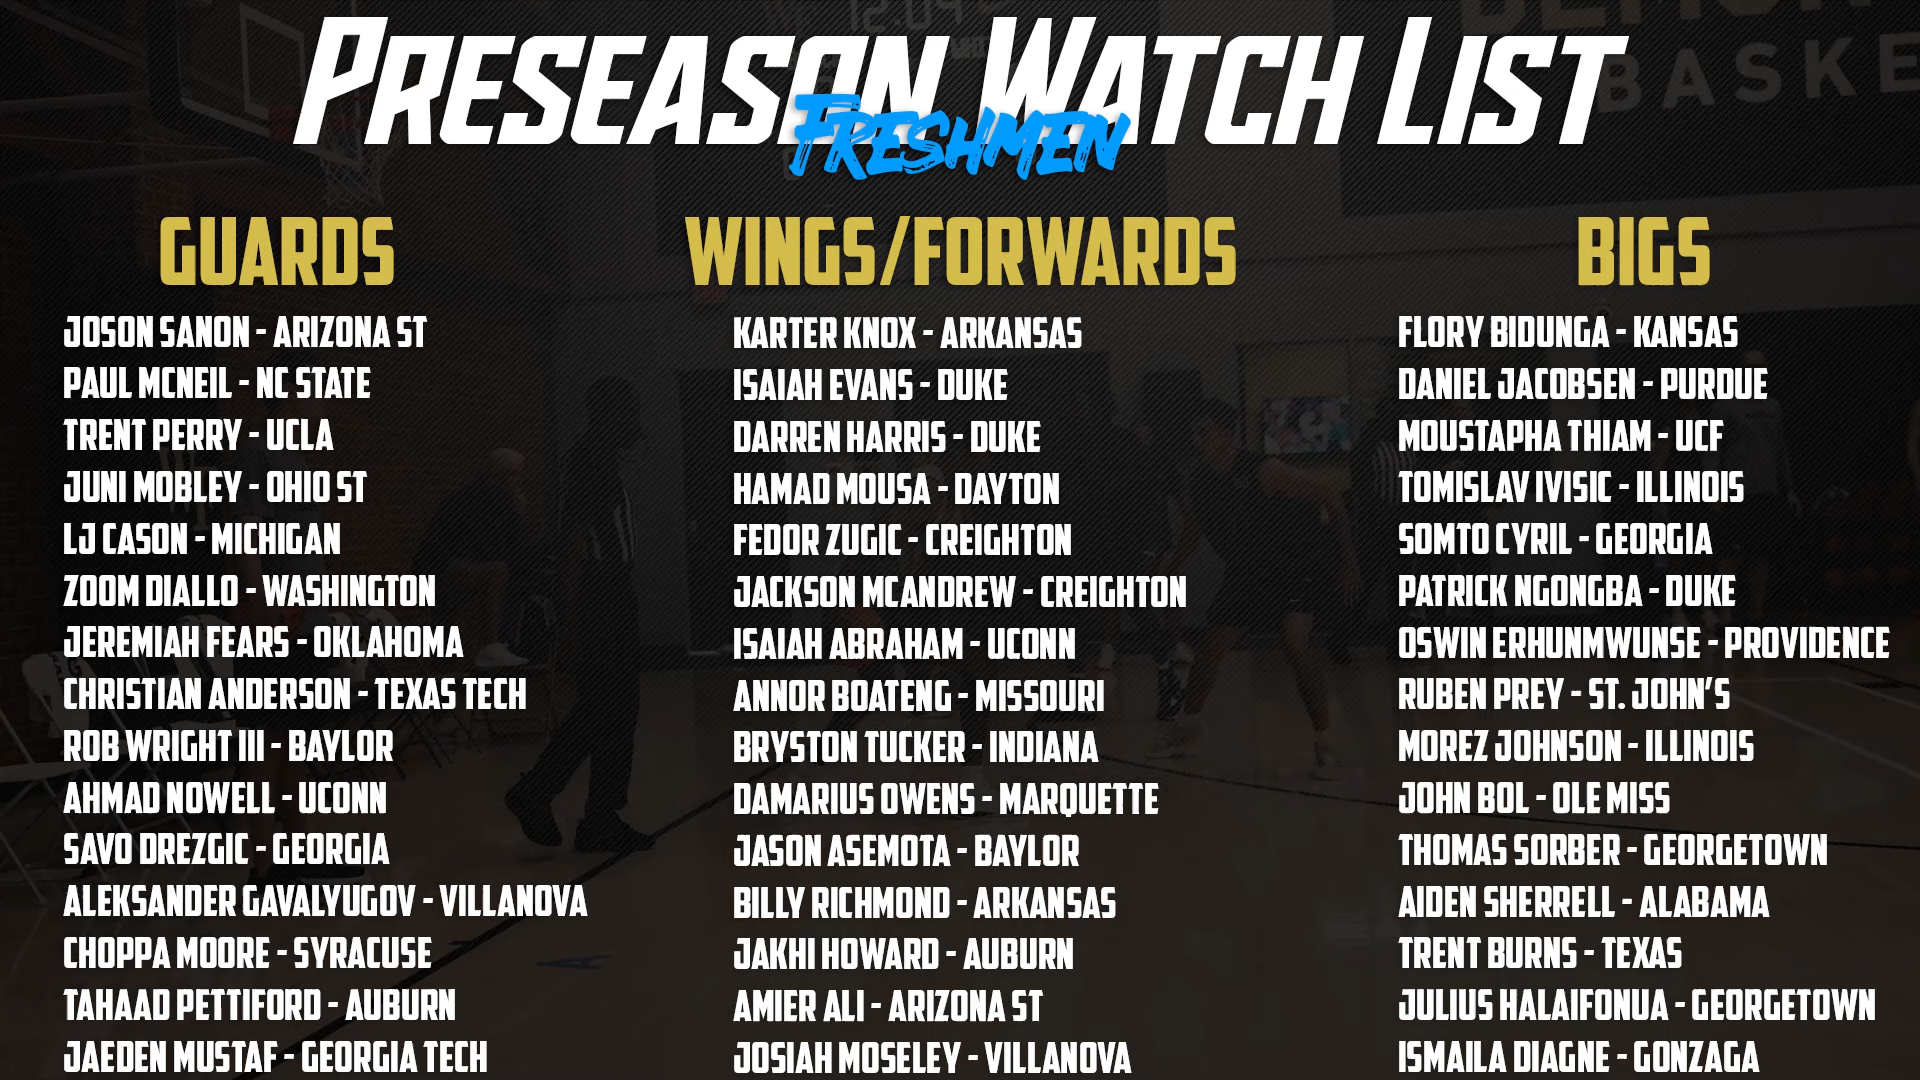 PRESEASON WATCH LIST
FRESHMEN
GUARDS
JOSON SANON - ARIZONA ST
PAUL MCNEIL - NC STATE
TRENT PERRY - UCLA
JUNI MOBLEY - OHIO ST
LJ CASON - MICHIGAN
ZOOM DIALLO - WASHINGTON
JEREMIAH FEARS - OKLAHOMA
CHRISTIAN ANDERSON - TEXAS TECH
ROB WRIGHT III - BAYLOR
AHMAD NOWELL - UCONN
SAVO DREZGIC - GEORGIA
ALEKSANDER GAVALYUGOV - VILLANOVA
CHOPPA MOORE - SYRACUSE
TAHAAD PETTIFORD - AUBURN
JAEDEN MUSTAF - GEORGIA TECH
WINGS/FORWARDS
KARTER KNOX - ARKANSAS
ISAIAH EVANS - DUKE
DARREN HARRIS - DUKE
HAMAD MOUSA - DAYTON
FEDOR ZUGIC - CREIGHTON
JACKSON MCANDREW - CREIGHTON
ISAIAH ABRAHAM - UCONN
ANNOR BOATENG - MISSOURI
BRYSTON TUCKER - INDIANA
DAMARIUS OWENS - MARQUETTE
JASON ASEMOTA - BAYLOR
BILLY RICHMOND - ARKANSAS
JAKHI HOWARD - AUBURN
AMIER ALI - ARIZONA ST
JOSIAH MOSELEY - VILLANOVA
BIGS
FLORY BIDUNGA - KANSAS
DANIEL JACOBSEN - PURDUE
MOUSTAPHA THIAM - UCF
TOMISLAV IVISIC - ILLINOIS
SOMTO CYRIL - GEORGIA
PATRICK NGONGBA - DUKE
OSWIN ERHUNMWUNSE - PROVIDENCE
RUBEN PREY - ST. JOHN'S
MOREZ JOHNSON - ILLINOIS
JOHN BOL - OLE MISS
THOMAS SORBER - GEORGETOWN
AIDEN SHERRELL - ALABAMA
TRENT BURNS - TEXAS
JULIUS HALAIFONUA - GEORGETOWN
ISMAILA DIAGNE - GONZAGA